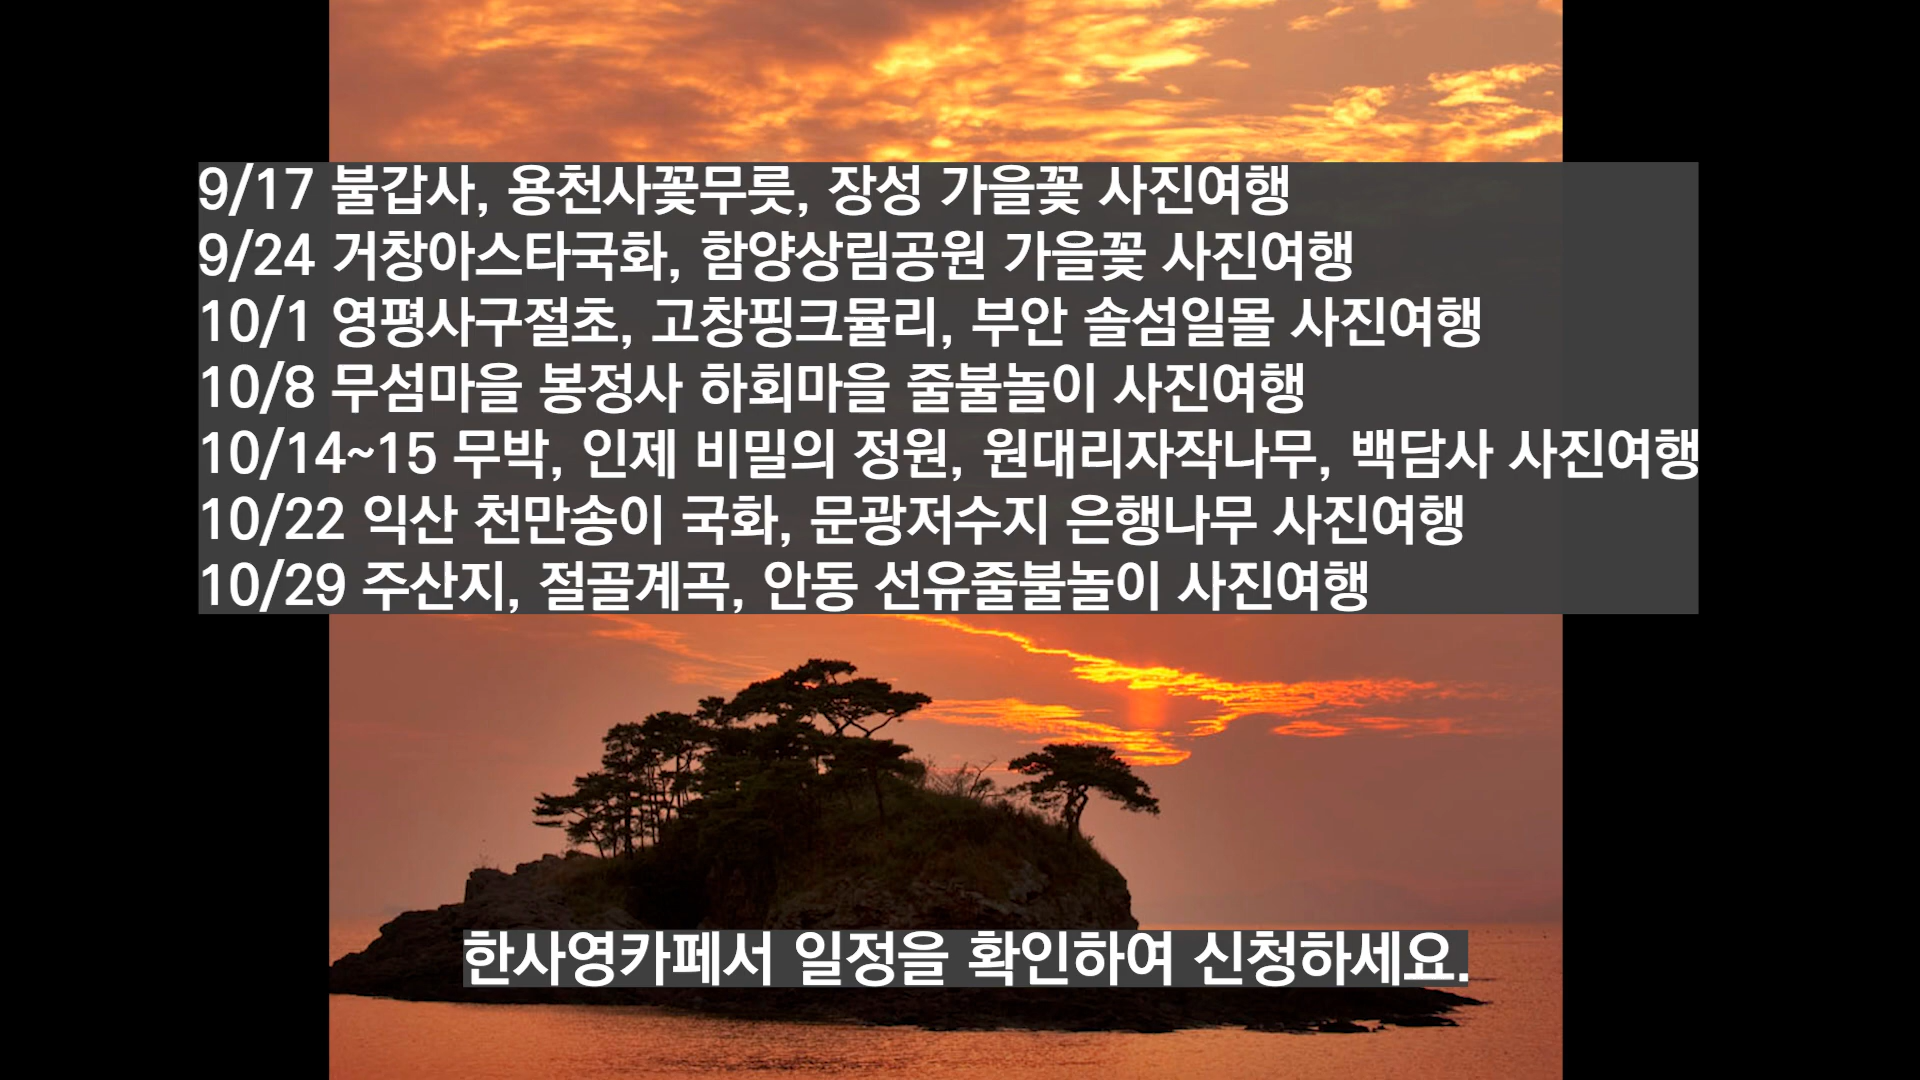 9/17 불갑사, 용천사꽃무릇, 장성 가을꽃 사진여행
9/24 거창아스타국화, 함양상림공원 가을꽃 사진여행
10/1 영평사구절초, 고창핑크뮬리, 부안 솔섬일몰 사진여행
10/8 무섬마을 봉정사 하회마을 줄불놀이 사진여행
10/14~15 무박, 인제 비밀의 정원, 원대리자작나무, 백담사 사진여행
10/22 익산 천만송이 국화, 문광저수지 은행나무 사진여행
10/29 주산지, 절골계곡, 안동 선유줄불놀이 사진여행
한사영카페서 일정을 확인하여 신청하세요.